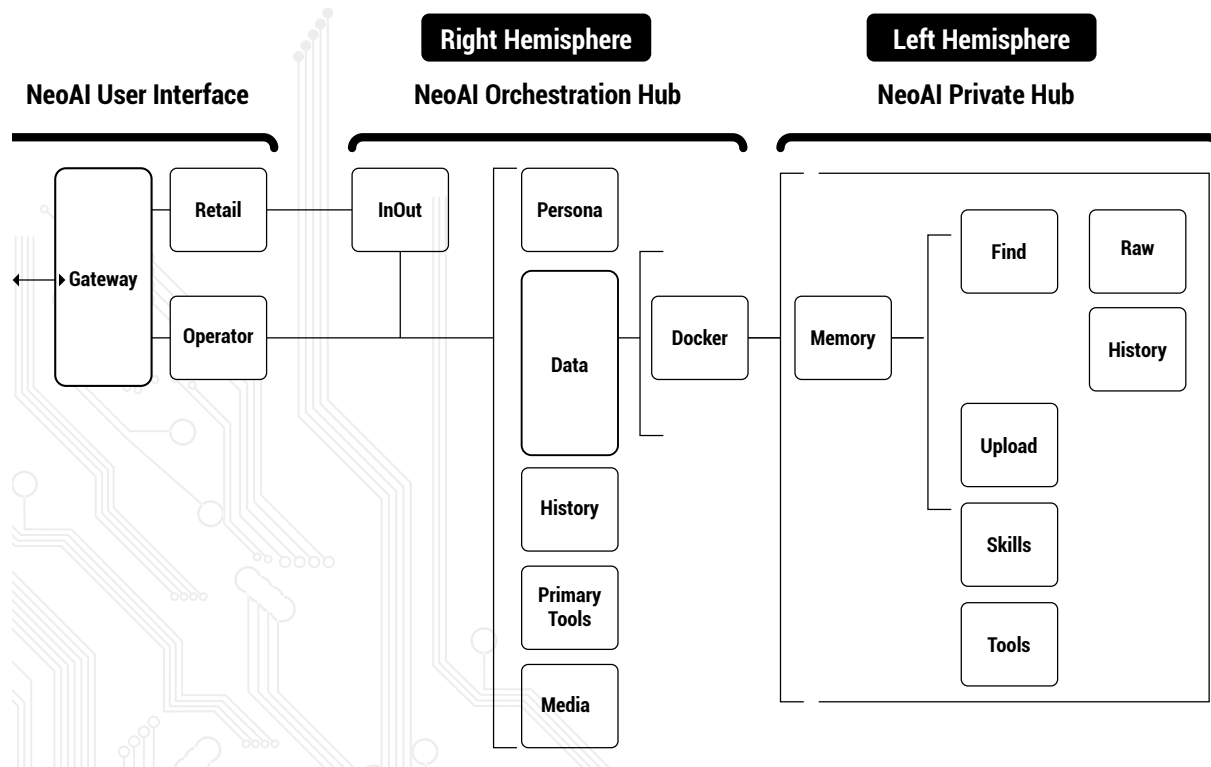 Right Hemisphere
Left Hemisphere
NeoAI User Interface
NeoAI Orchestration Hub
NeoAI Private Hub
Gateway
Retail
Operator
InOut
Persona
Data
History
Primary
Tools
Media
Docker
Memory
Find
Upload
Skills
Tools
Raw
History